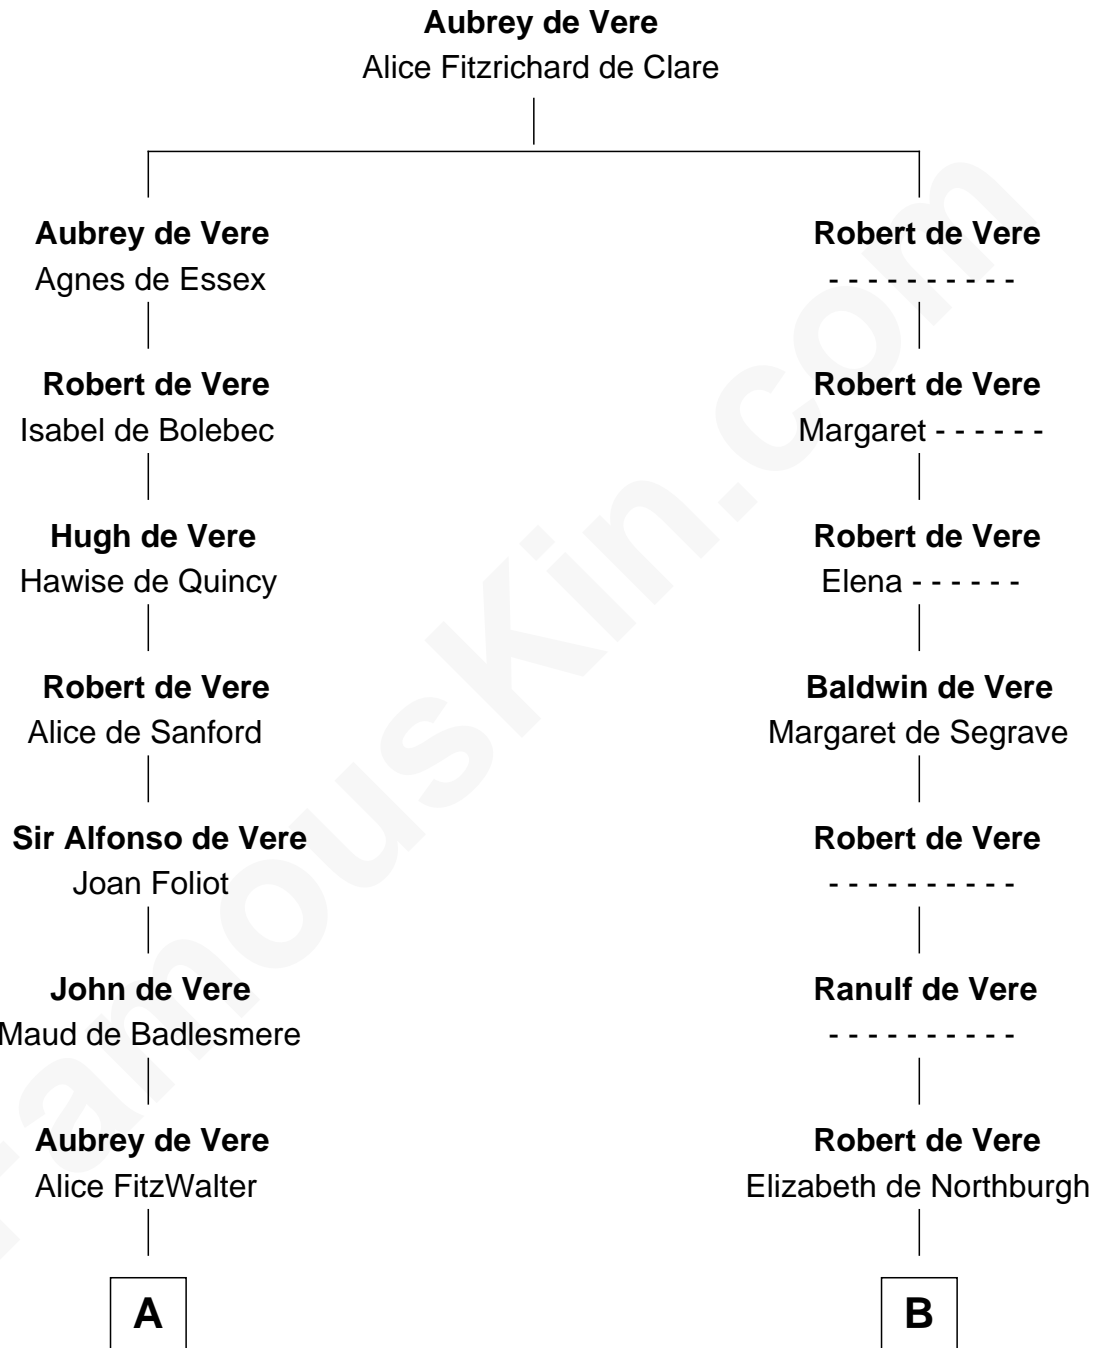 Aubrey de Vere
Alice Fitzrichard de Clare
Aubrey de Vere
Agnes de Essex
Robert de Vere
- - - - - - - - - -
Robert de Vere
Isabel de Bolebec
Robert de Vere
Margaret - - - - - -
Hugh de Vere
Hawise de Quincy
Robert de Vere
Elena - - - - - -
Robert de Vere
Alice de Sanford
Baldwin de Vere
Margaret de Segrave
Sir Alfonso de Vere
Joan Foliot
Robert de Vere
- - - - - - - - - -
John de Vere
Maud de Badlesmere
Ranulf de Vere
- - - - - - - - - -
Aubrey de Vere
Alice FitzWalter
Robert de Vere
Elizabeth de Northburgh
A
B
FamousKin.com